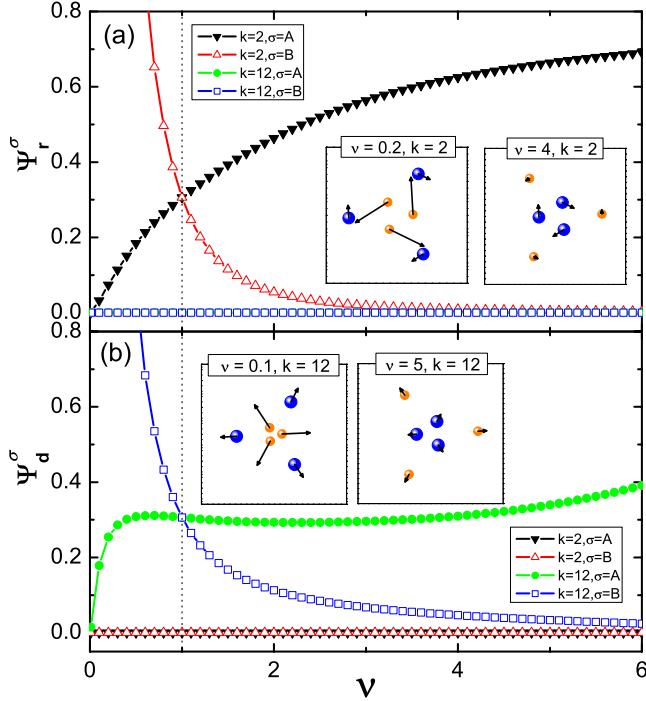 (a)
0.8
0.6
0.4
0.2
0.0
Ψ_r^σ
k=2,σ=A
k=2,σ=B
k=12,σ=A
k=12,σ=B
ν = 0.2, k = 2
ν = 4, k = 2
(b)
0.8
0.6
0.4
0.2
0.0
Ψ_d^σ
ν = 0.1, k = 12
ν = 5, k = 12
k=2,σ=A
k=2,σ=B
k=12,σ=A
k=12,σ=B
0 2 4 6
ν